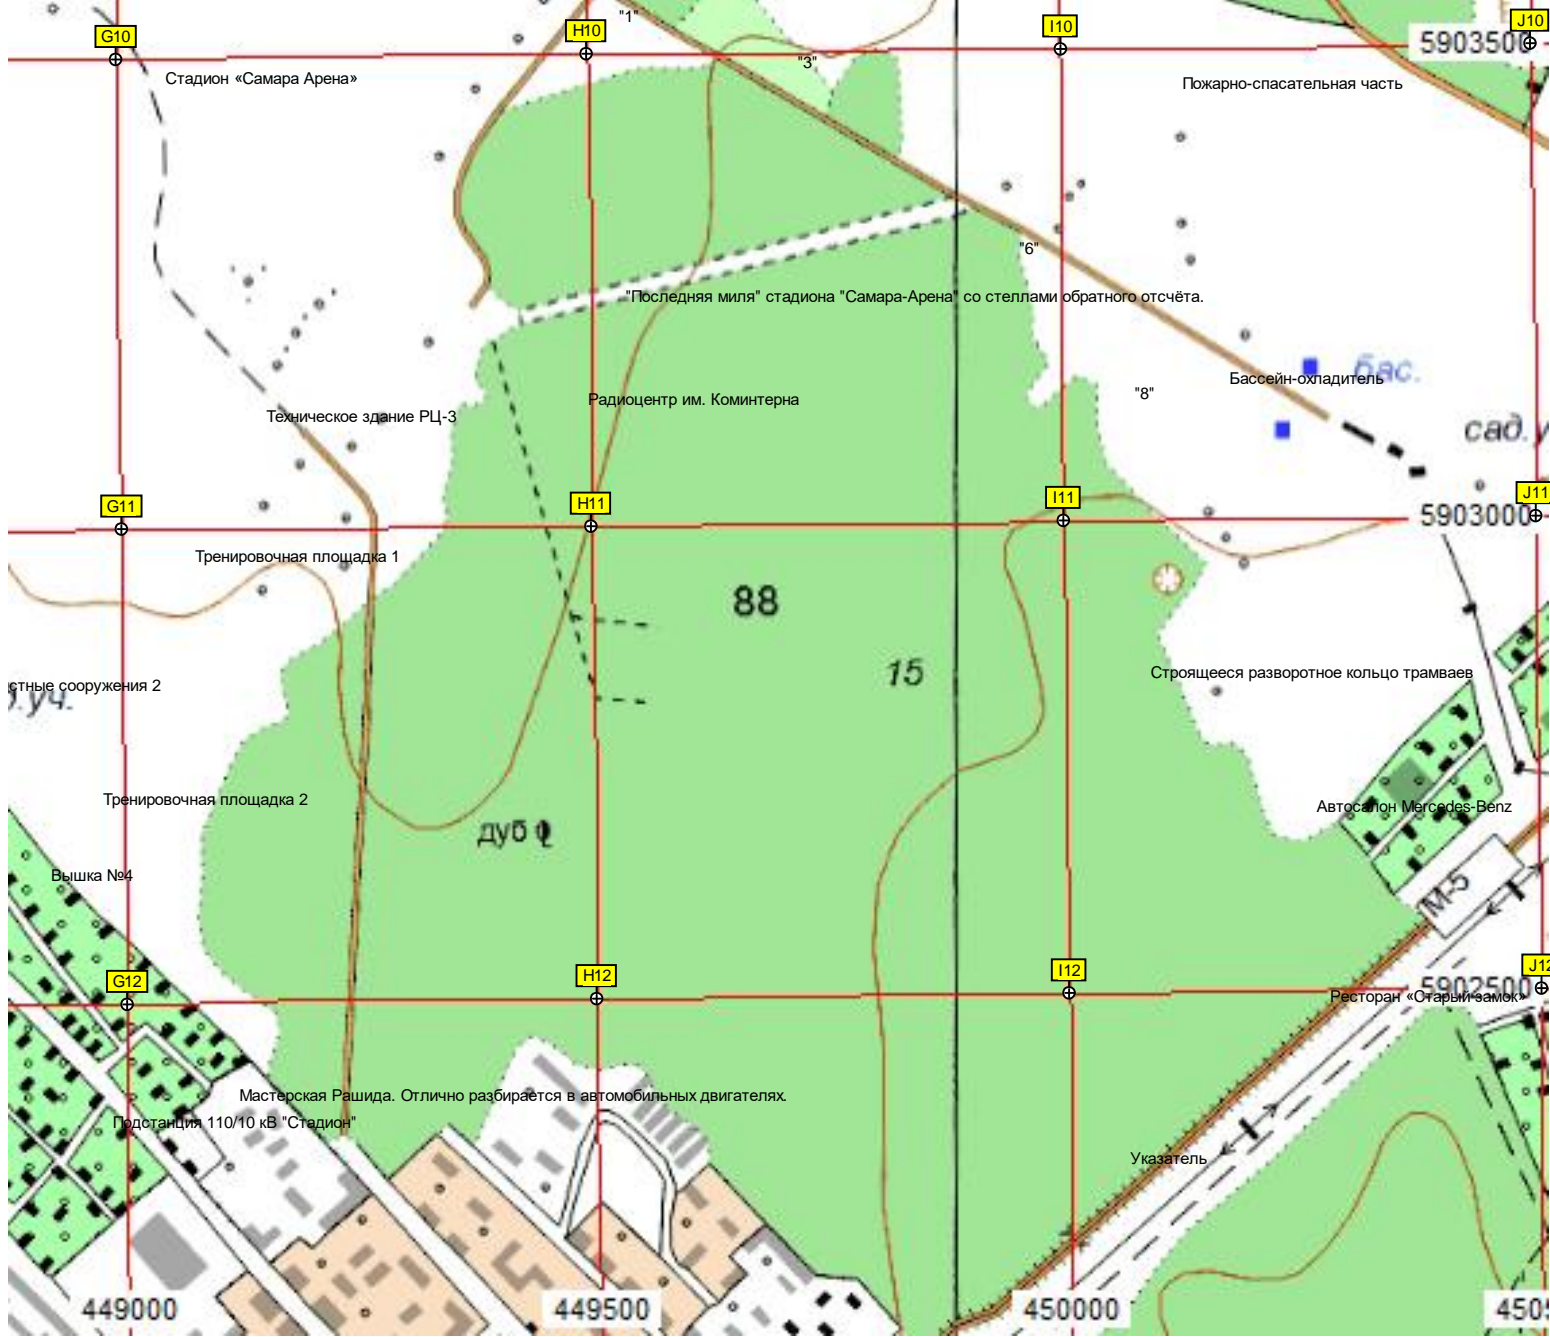 "1"
G10
H10
I10
J10
5903500
"3"
Стадион «Самара Арена»
Пожарно-спасательная часть
"6"
"Последняя миля" стадиона "Самара-Арена" со стеллами обратного отсчёта.
бас.
Бассейн-охладитель
"8"
Радиоцентр им. Коминтерна
Техническое здание РЦ-3
сад.у
G11
H11
I11
J11
5903000
Тренировочная площадка 1
88
15
Строящееся разворотное кольцо трамваев
стные сооружения 2
.уч.
Тренировочная площадка 2
Автосалон Mercedes-Benz
дуб
Вышка №4
М-5
G12
H12
I12
J12
5902500
Ресторан «Старый замок»
Мастерская Рашида. Отлично разбирается в автомобильных двигателях.
Подстанция 110/10 кВ "Стадион"
Указатель
449000
449500
450000
450